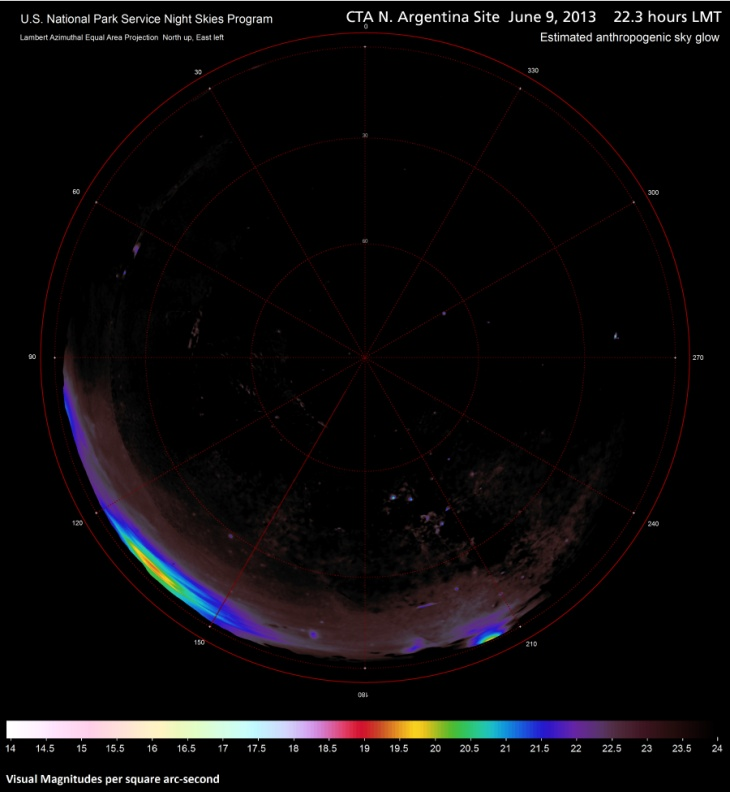 U.S. National Park Service Night Skies Program
CTA N. Argentina Site June 9, 2013 22.3 hours LMT
Lambert Azimuthal Equal Area Projection North up, East left
Estimated anthropogenic sky glow
0
30
330
30
60
300
60
90
270
120
240
150
210
180
14 14.5 15 15.5 16 16.5 17 17.5 18 18.5 19 19.5 20 20.5 21 21.5 22 22.5 23 23.5 24
Visual Magnitudes per square arc-second